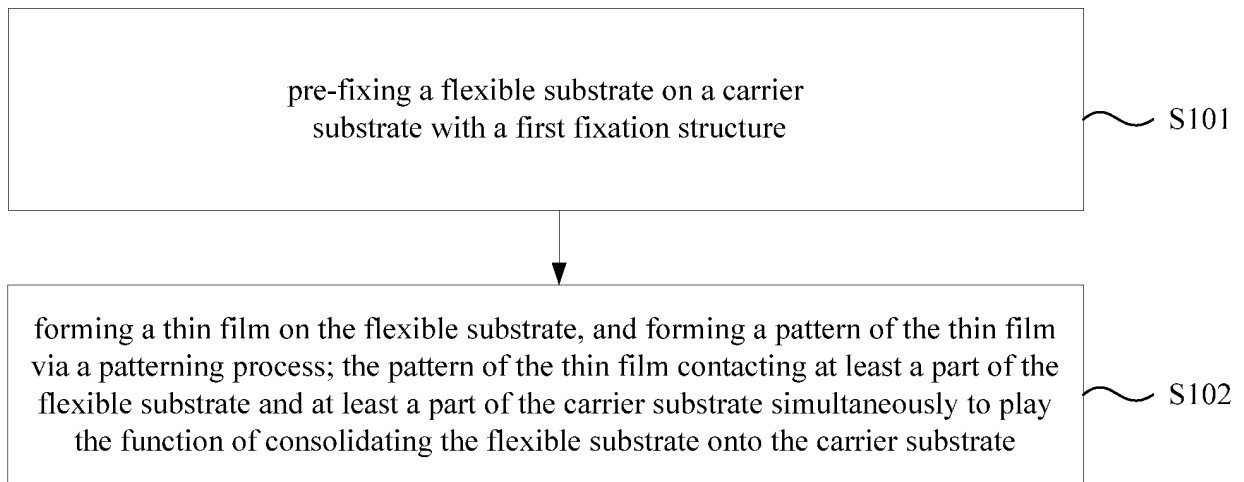 pre-fixing a flexible substrate on a carrier
substrate with a first fixation structure
S101
forming a thin film on the flexible substrate, and forming a pattern of the thin film
via a patterning process; the pattern of the thin film contacting at least a part of the
flexible substrate and at least a part of the carrier substrate simultaneously to play
the function of consolidating the flexible substrate onto the carrier substrate
S102